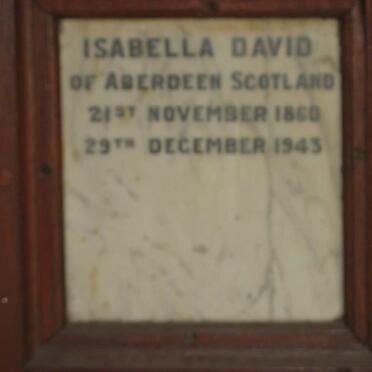 ISABELLA DAVID
OF ABERDEEN SCOTLAND
21ST NOVEMBER 1860
29TH DECEMBER 1943